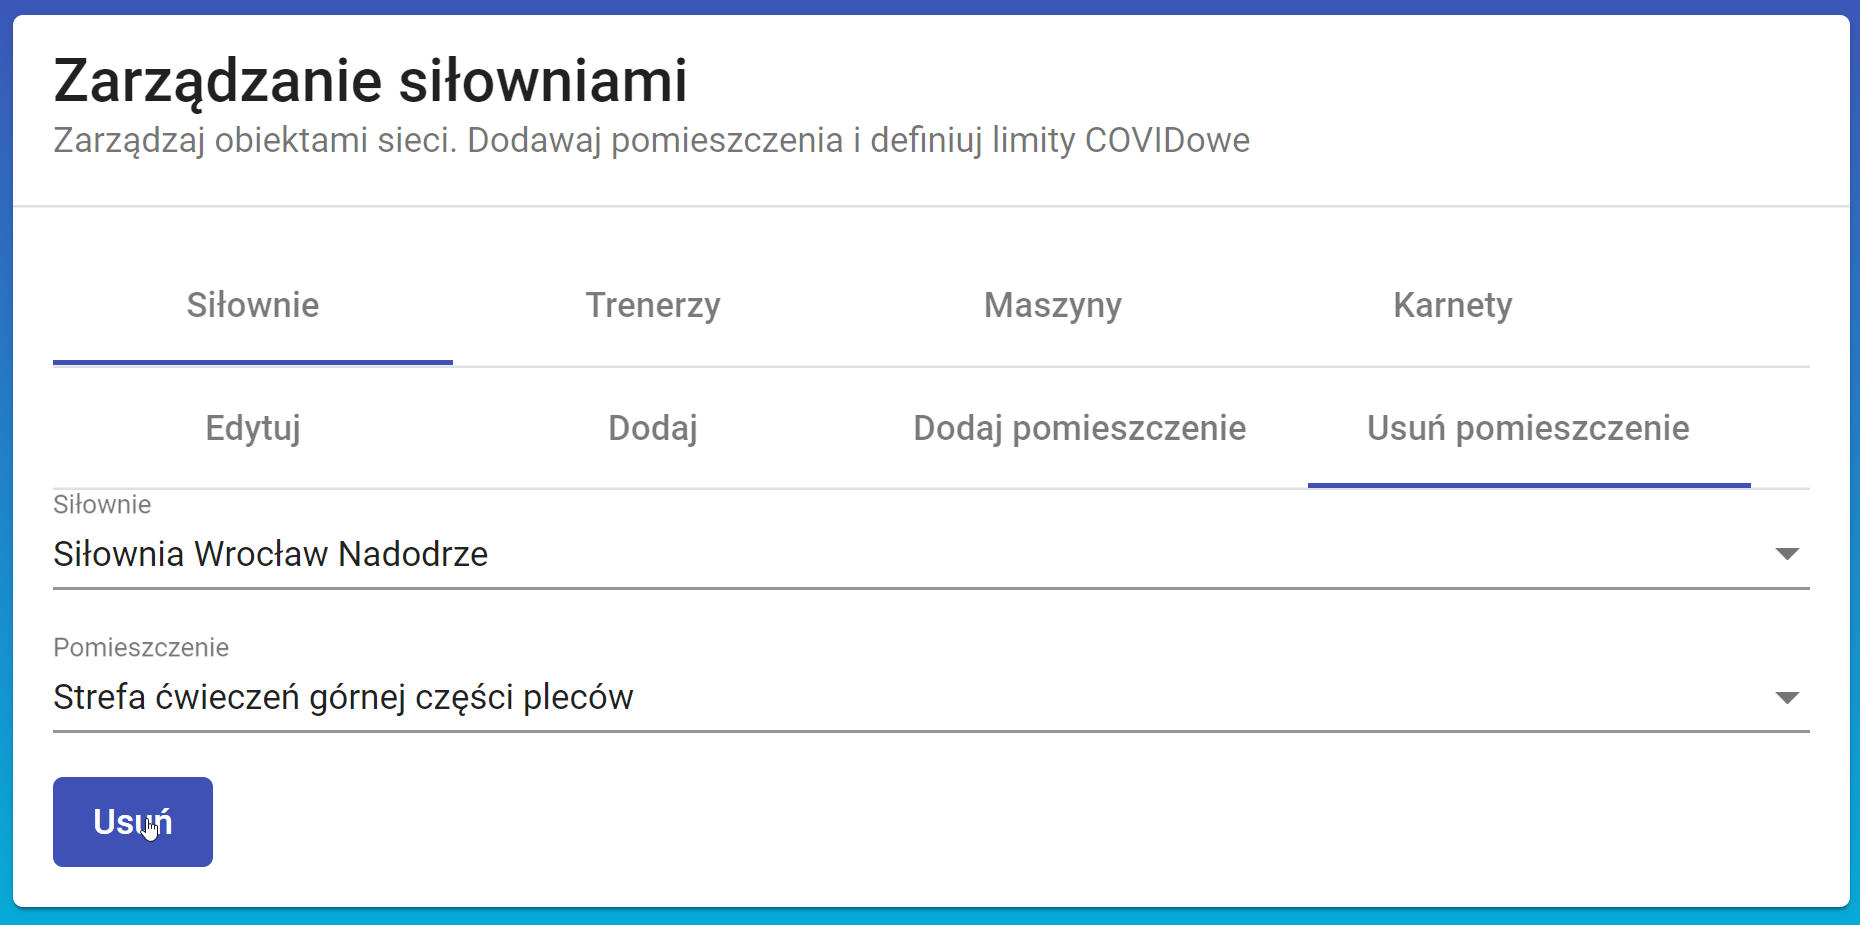 Zarządzanie siłowniami
Zarządzaj obiektami sieci. Dodawaj pomieszczenia i definiuj limity COVIDowe
Siłownie Trenerzy Maszyny Karnety
Edytuj Dodaj Dodaj pomieszczenie Usuń pomieszczenie
Siłownie
Siłownia Wrocław Nadodrze
Pomieszczenie
Strefa ćwieczeń górnej części pleców
Usuń